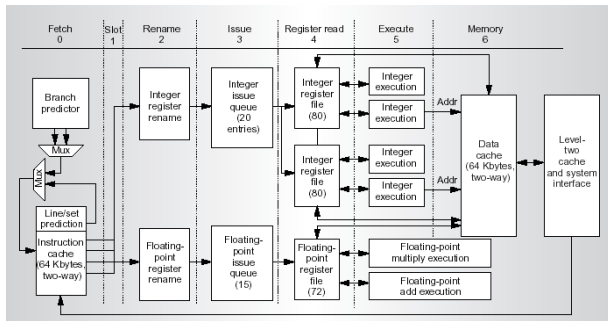 Fetch
0
Slot
1
Rename
2
Issue
3
Register read
4
Execute
5
Memory
6
Branch
predictor
Mux
Mux
Line/set
prediction
Instruction
cache
(64 Kbytes,
two-way)
Integer
register
rename
Integer
issue
queue
(20
entries)
Integer
register
file
(80)
Integer
execution
Integer
execution
Addr
Integer
register
file
(80)
Integer
execution
Integer
execution
Addr
Data
cache
(64 Kbytes,
two-way)
Level-
two
cache
and system
interface
Floating-
point
register
rename
Floating-
point
issue
queue
(15)
Floating-
point
register
file
(72)
Floating-point
multiply execution
Floating-point
add execution